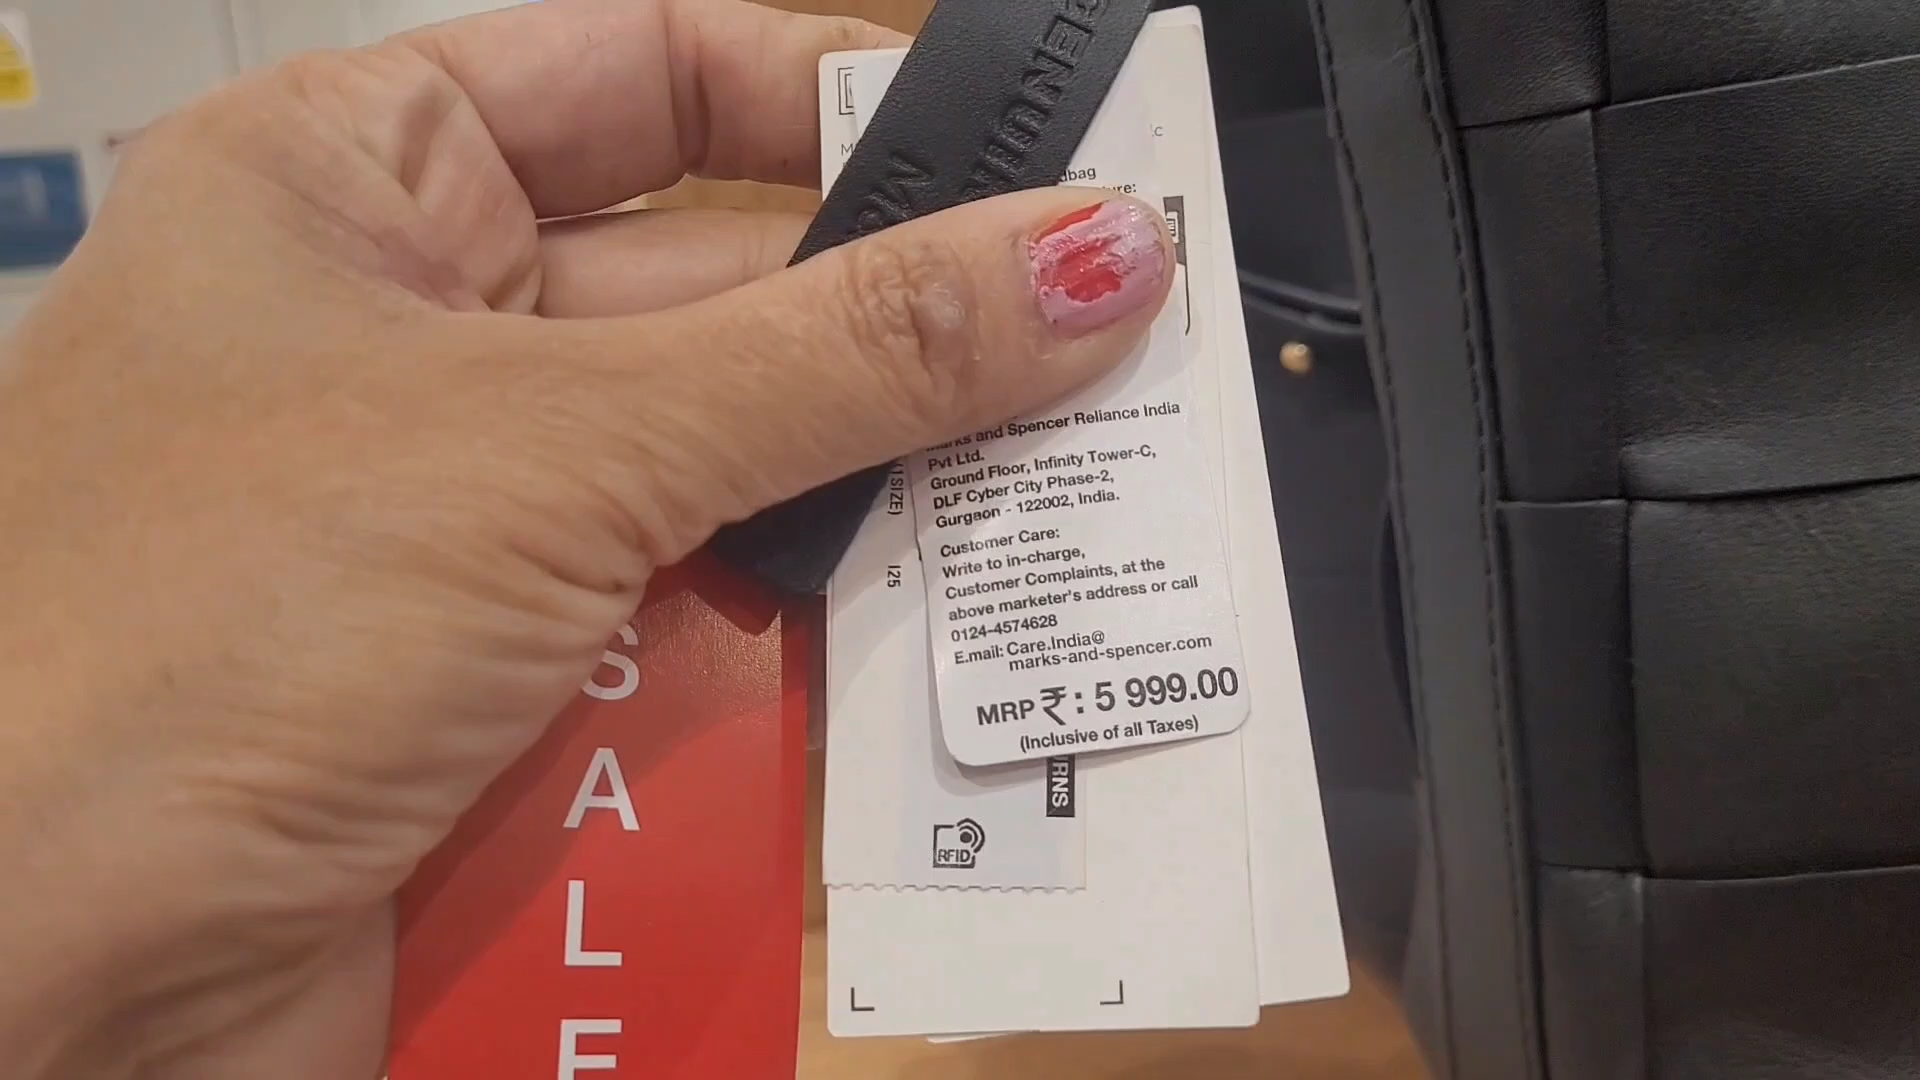 Marks and Spencer Reliance India
Pvt Ltd.
Ground Floor, Infinity Tower-C,
DLF Cyber City Phase-2,
Gurgaon - 122002, India.
Customer Care:
Write to in-charge,
Customer Complaints, at the
above marketer's address or call
0124-4574628
E.mail: Care.India@
marks-and-spencer.com
MRP ₹: 5 999.00
(Inclusive of all Taxes)
RFID
I25
SALE